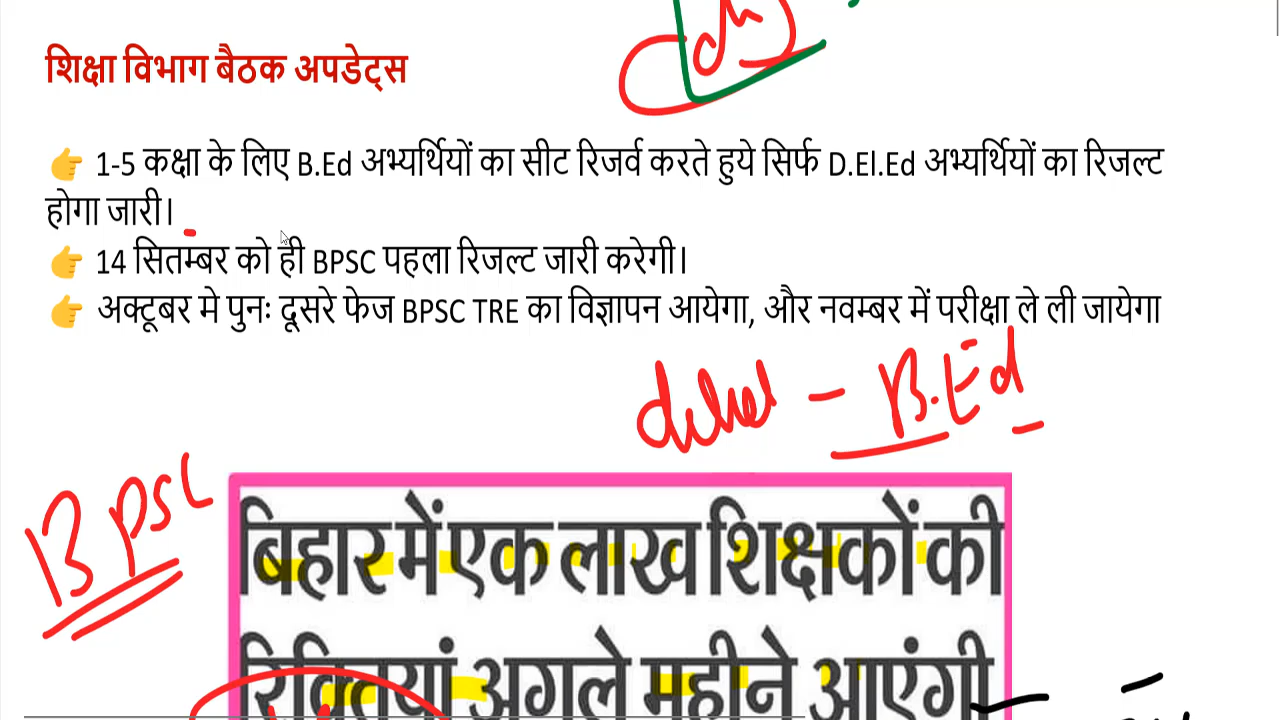 शिक्षा विभाग बैठक अपडेट्स
👉 1-5 कक्षा के लिए B.Ed अभ्यर्थियों का सीट रिजर्व करते हुये सिर्फ D.El.Ed अभ्यर्थियों का रिजल्ट
होगा जारी।
👉 14 सितम्बर को ही BPSC पहला रिजल्ट जारी करेगी।
👉 अक्टूबर मे पुनः दूसरे फेज BPSC TRE का विज्ञापन आयेगा, और नवम्बर में परीक्षा ले ली जायेगा
- B.Ed
BPSC
बिहार में एक लाख शिक्षकों की
रिक्तियां अगले महीने आएंगी